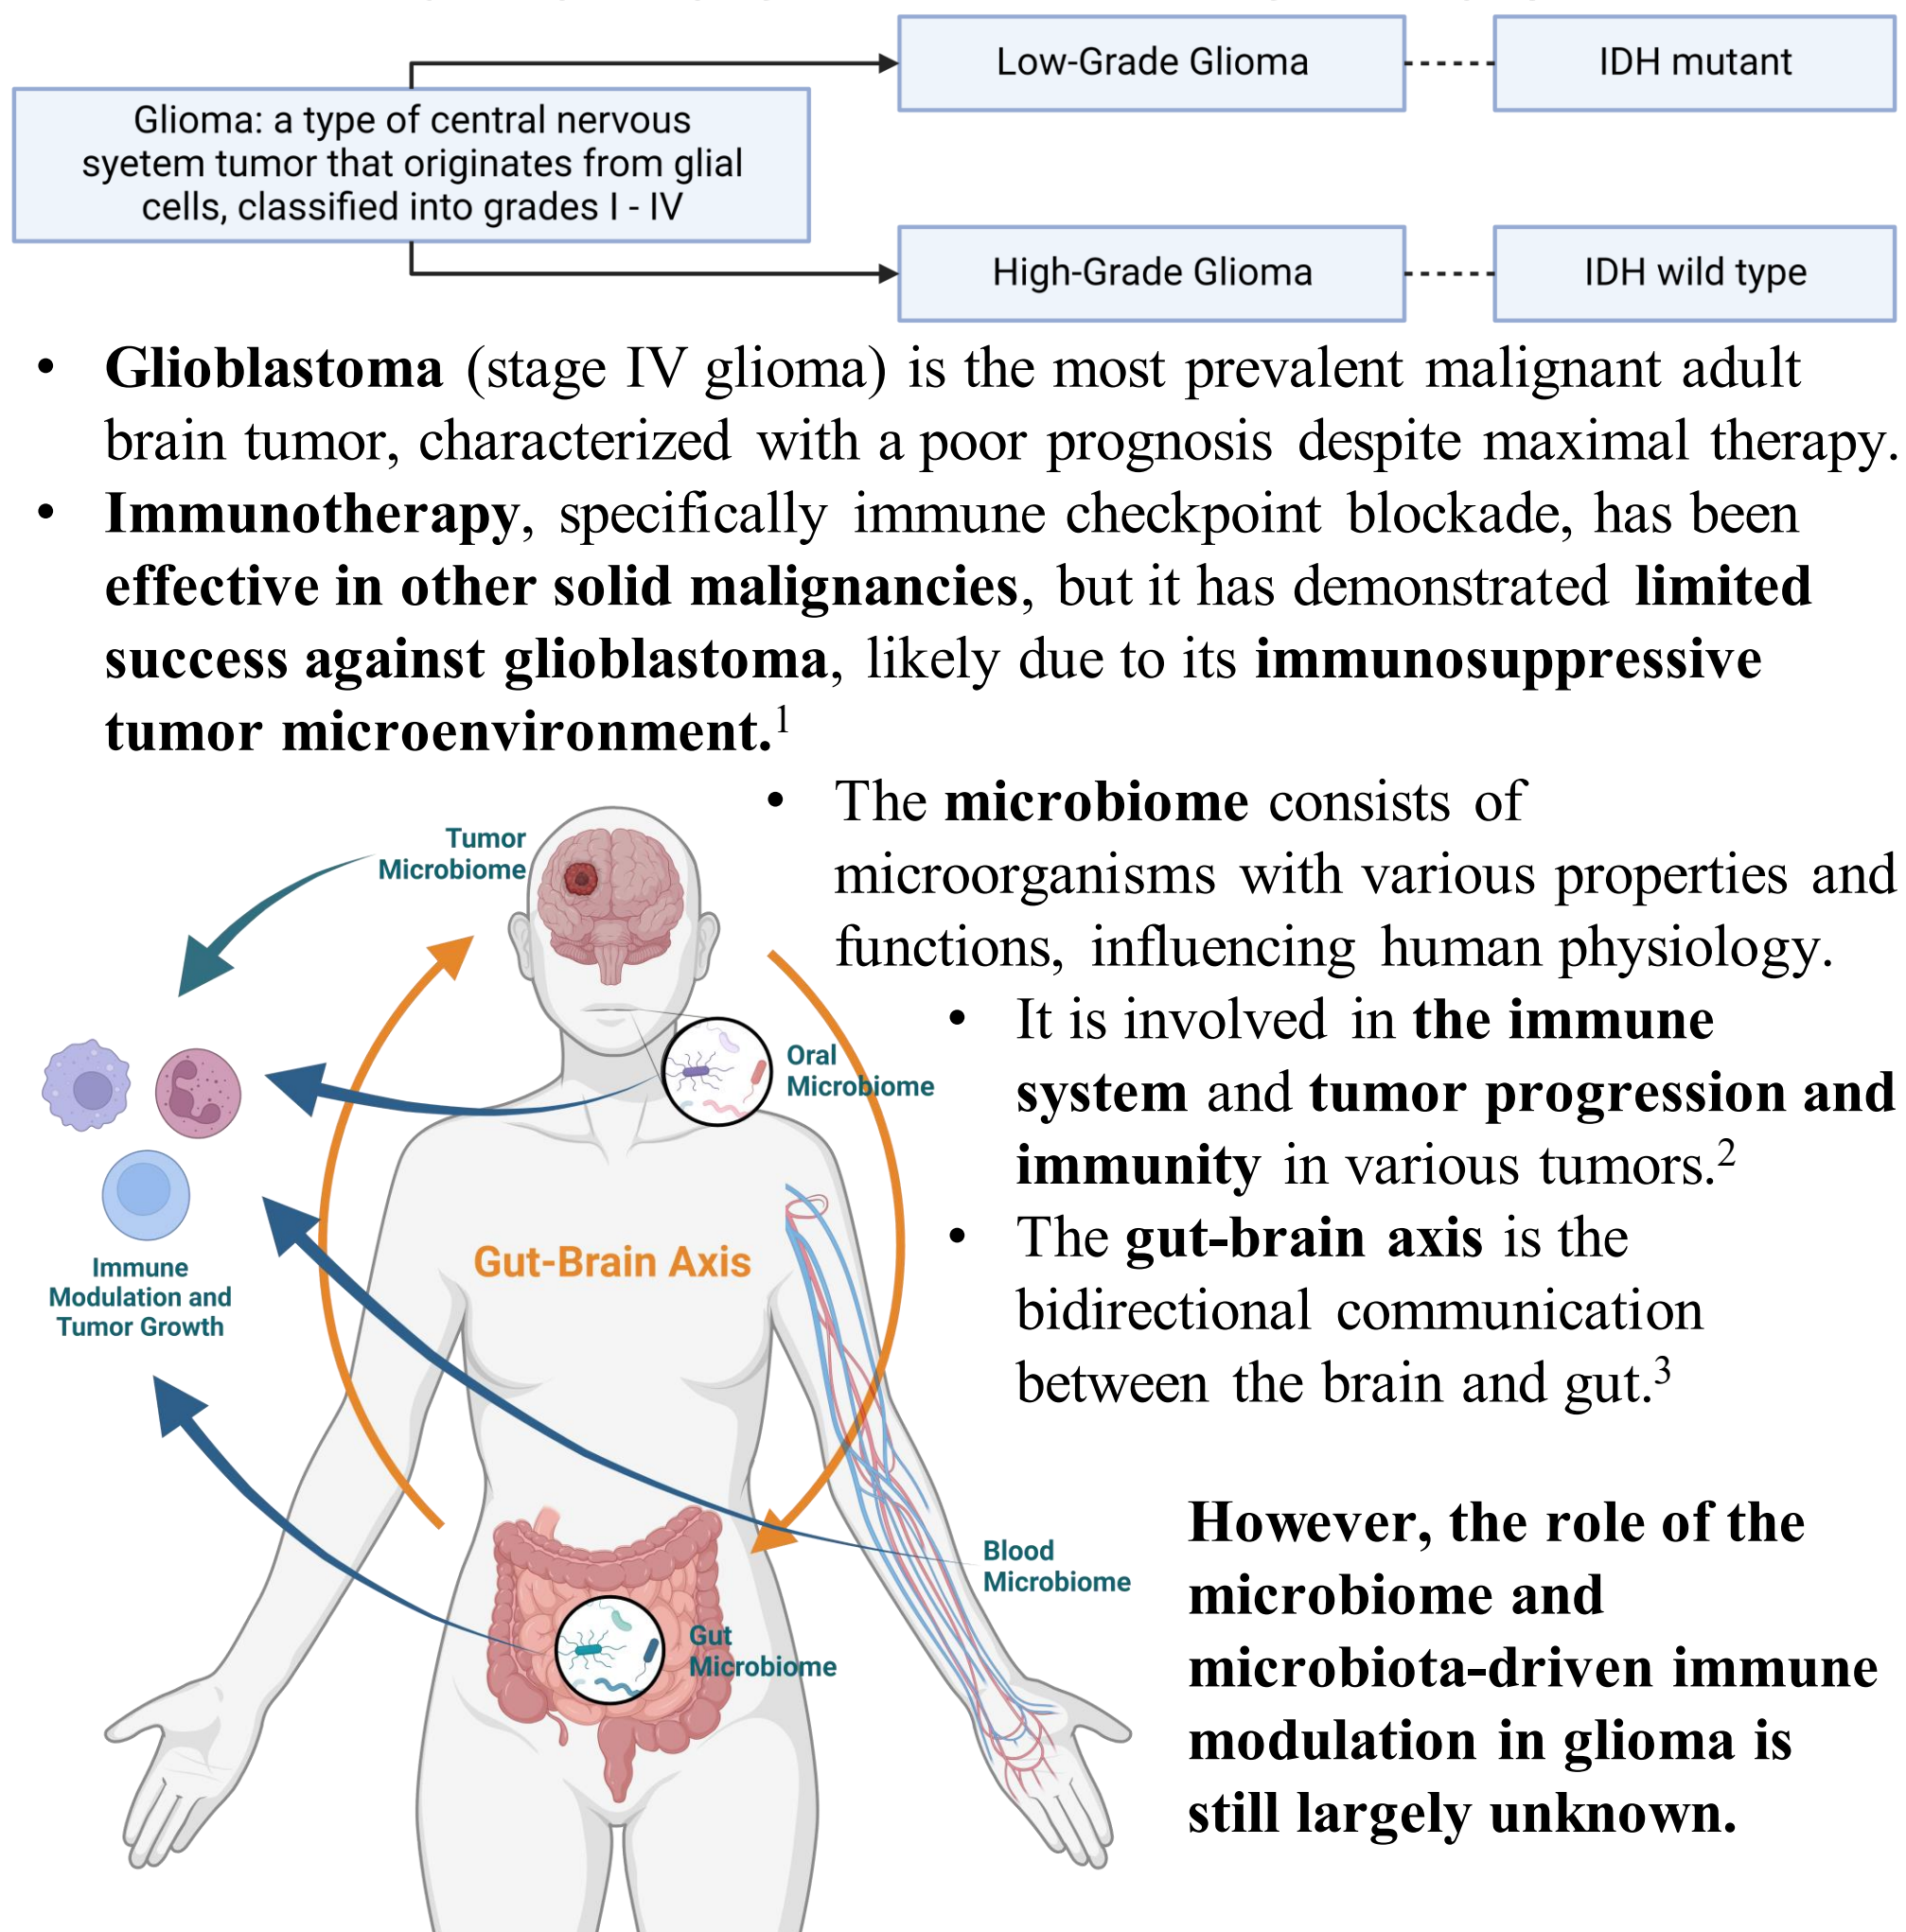 Low-Grade Glioma
IDH mutant
Glioma: a type of central nervous
syetem tumor that originates from glial
cells, classified into grades I - IV
High-Grade Glioma
IDH wild type
• Glioblastoma (stage IV glioma) is the most prevalent malignant adult
brain tumor, characterized with a poor prognosis despite maximal therapy.
• Immunotherapy, specifically immune checkpoint blockade, has been
effective in other solid malignancies, but it has demonstrated limited
success against glioblastoma, likely due to its immunosuppressive
tumor microenvironment.¹
• The microbiome consists of
microorganisms with various properties and
functions, influencing human physiology.
• It is involved in the immune
system and tumor progression and
immunity in various tumors.²
• The gut-brain axis is the
bidirectional communication
between the brain and gut.³
However, the role of the
microbiome and
microbiota-driven immune
modulation in glioma is
still largely unknown.
Tumor
Microbiome
Oral
Microbiome
Gut-Brain Axis
Immune
Modulation and
Tumor Growth
Blood
Microbiome
Gut
Microbiome